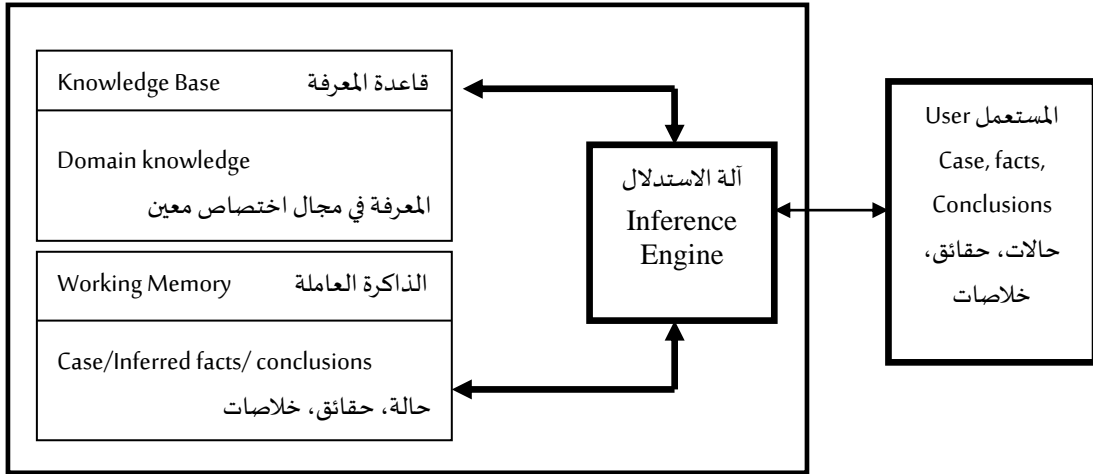 Knowledge Base قاعدة المعرفة
Domain knowledge
المعرفة في مجال اختصاص معين
Working Memory الذاكرة العاملة
Case/Inferred facts/ conclusions
حالة، حقائق، خلاصات
آلة الاستدلال
Inference
Engine
المستعمل User
Case, facts,
Conclusions
حالات، حقائق،
خلاصات